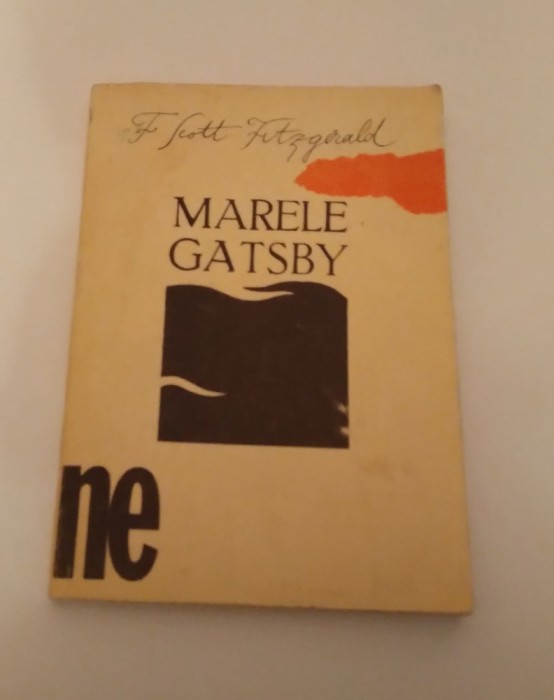 F Scott Fitzgerald
MARELE
GATSBY
ne